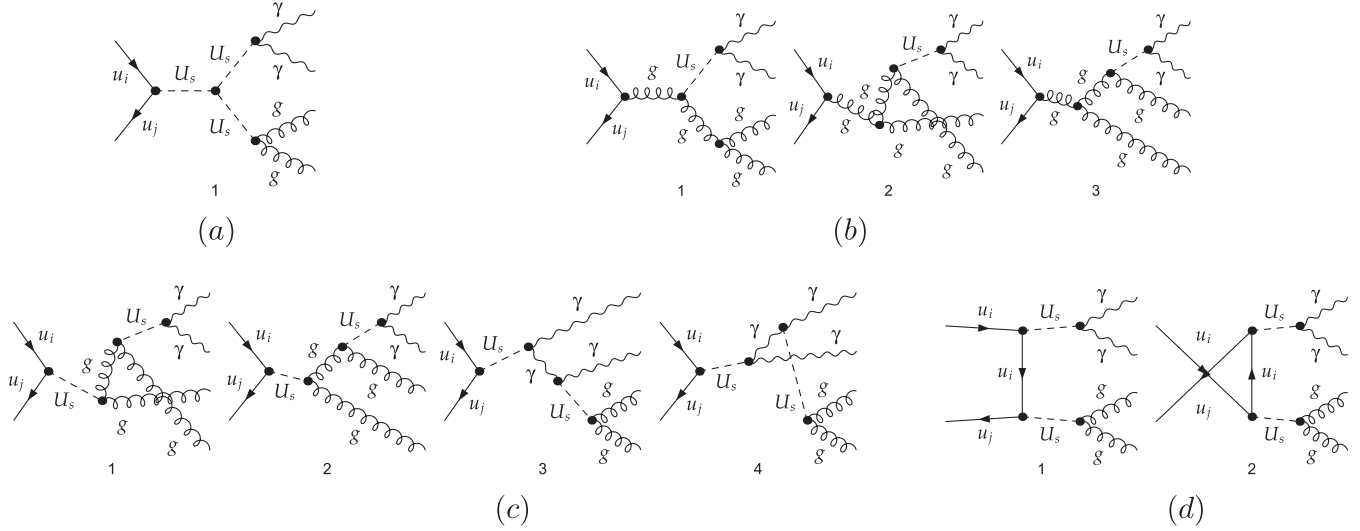 γ
u_i U_s U_s γ
u_j U_s g
g
1
(a)
γ
u_i g U_s γ
u_j g g
g
1
γ
u_i U_s γ
u_j g g
g g
2
γ
u_i U_s γ
u_j g g
g g
3
(b)
γ
u_i U_s γ
u_j g
U_s g
g
1
γ
u_i U_s γ
u_j g
U_s g
g
2
γ
u_i U_s γ
u_j γ
U_s g
g
3
γ
u_i γ γ
u_j U_s g
U_s g
4
(c)
u_i U_s γ
γ
u_i
u_j U_s g
g
1
u_i U_s γ
γ
u_i
u_j U_s g
g
2
(d)